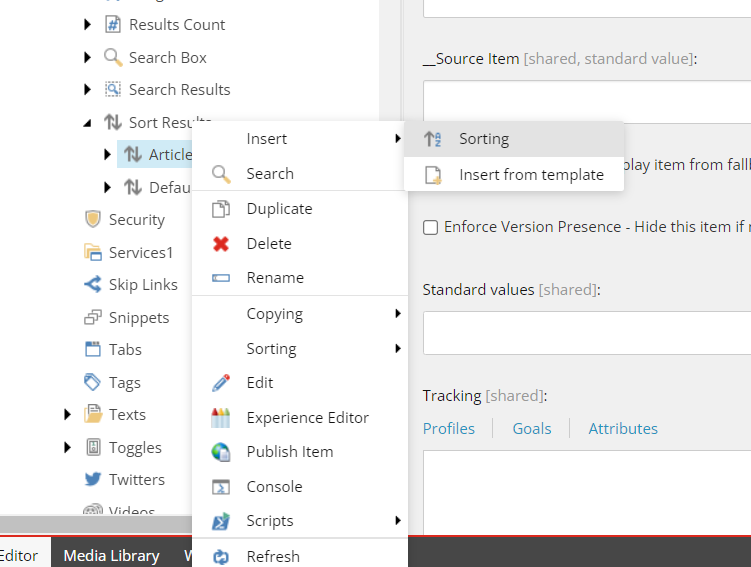 Results Count
Search Box
Search Results
Sort Results
Article
Defau
Security
Services1
Skip Links
Snippets
Tabs
Tags
Texts
Toggles
Twitters
Videos
Insert
Search
Duplicate
Delete
Rename
Copying
Sorting
Edit
Experience Editor
Publish Item
Console
Scripts
Refresh
Sorting
Insert from template
__Source Item [shared, standard value]:
play item from fallb
Enforce Version Presence - Hide this item if
Standard values [shared]:
Tracking [shared]:
Profiles
Goals
Attributes
Editor
Media Library
W